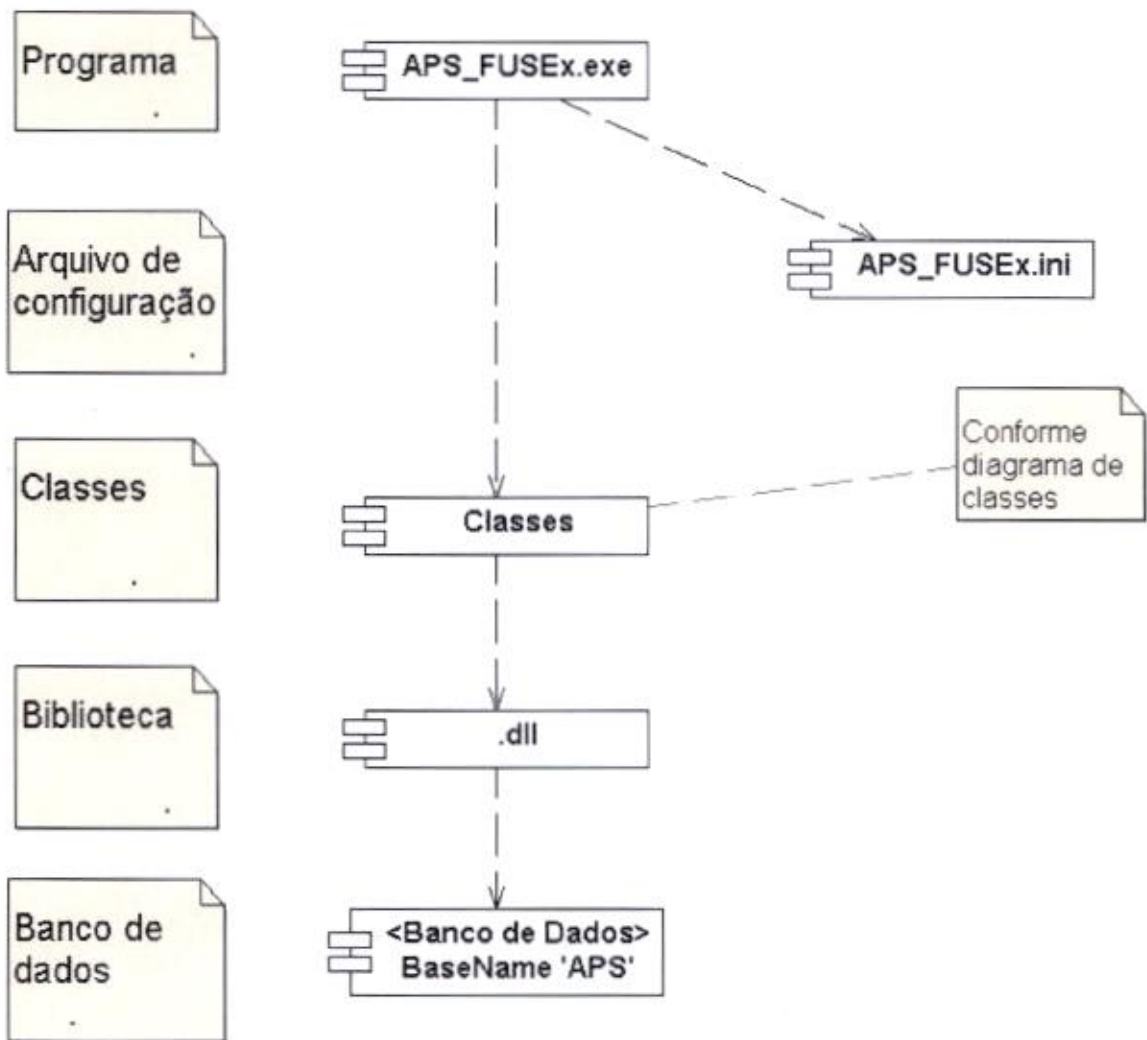 Programa
APS_FUSEx.exe
Arquivo de
configuração
APS_FUSEx.ini
Classes
Classes
Conforme
diagrama de
classes
Biblioteca
.dll
Banco de
dados
<Banco de Dados>
BaseName 'APS'